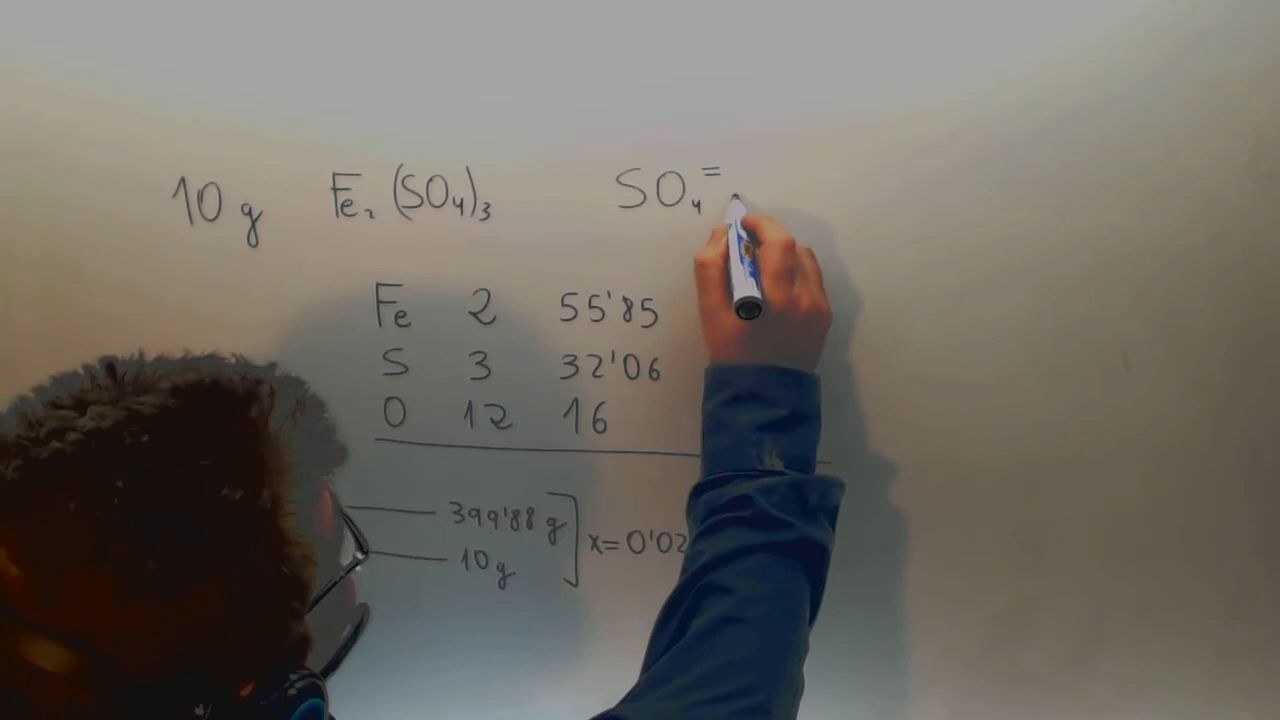 10 g Fe₂(SO₄)₃ SO₄⁼
Fe 2 55'85
S 3 32'06
O 12 16
399'88 g
10 g
x=0'02